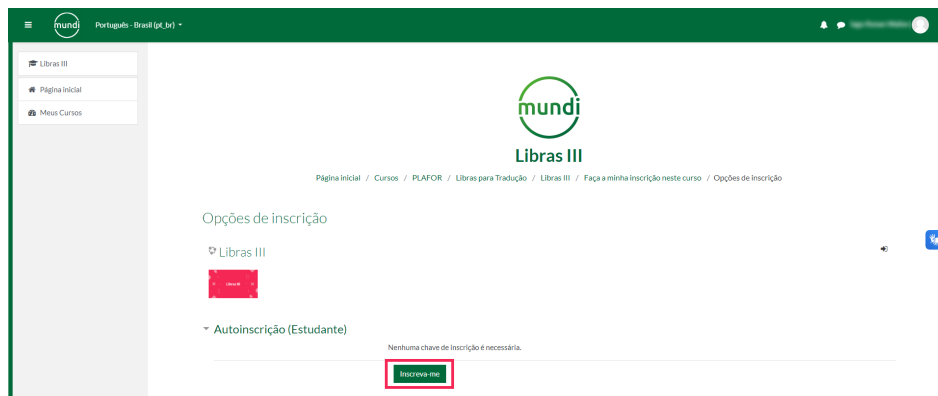 mundi
Português - Brasil (pt_br)
Libras III
Página inicial
Meus Cursos
mundi
Libras III
Página inicial / Cursos / PLAFOR / Libras para Tradução / Libras III / Faça a minha inscrição neste curso / Opções de inscrição
Opções de inscrição
Libras III
Libras III
Autoinscrição (Estudante)
Nenhuma chave de inscrição é necessária.
Inscreva-me